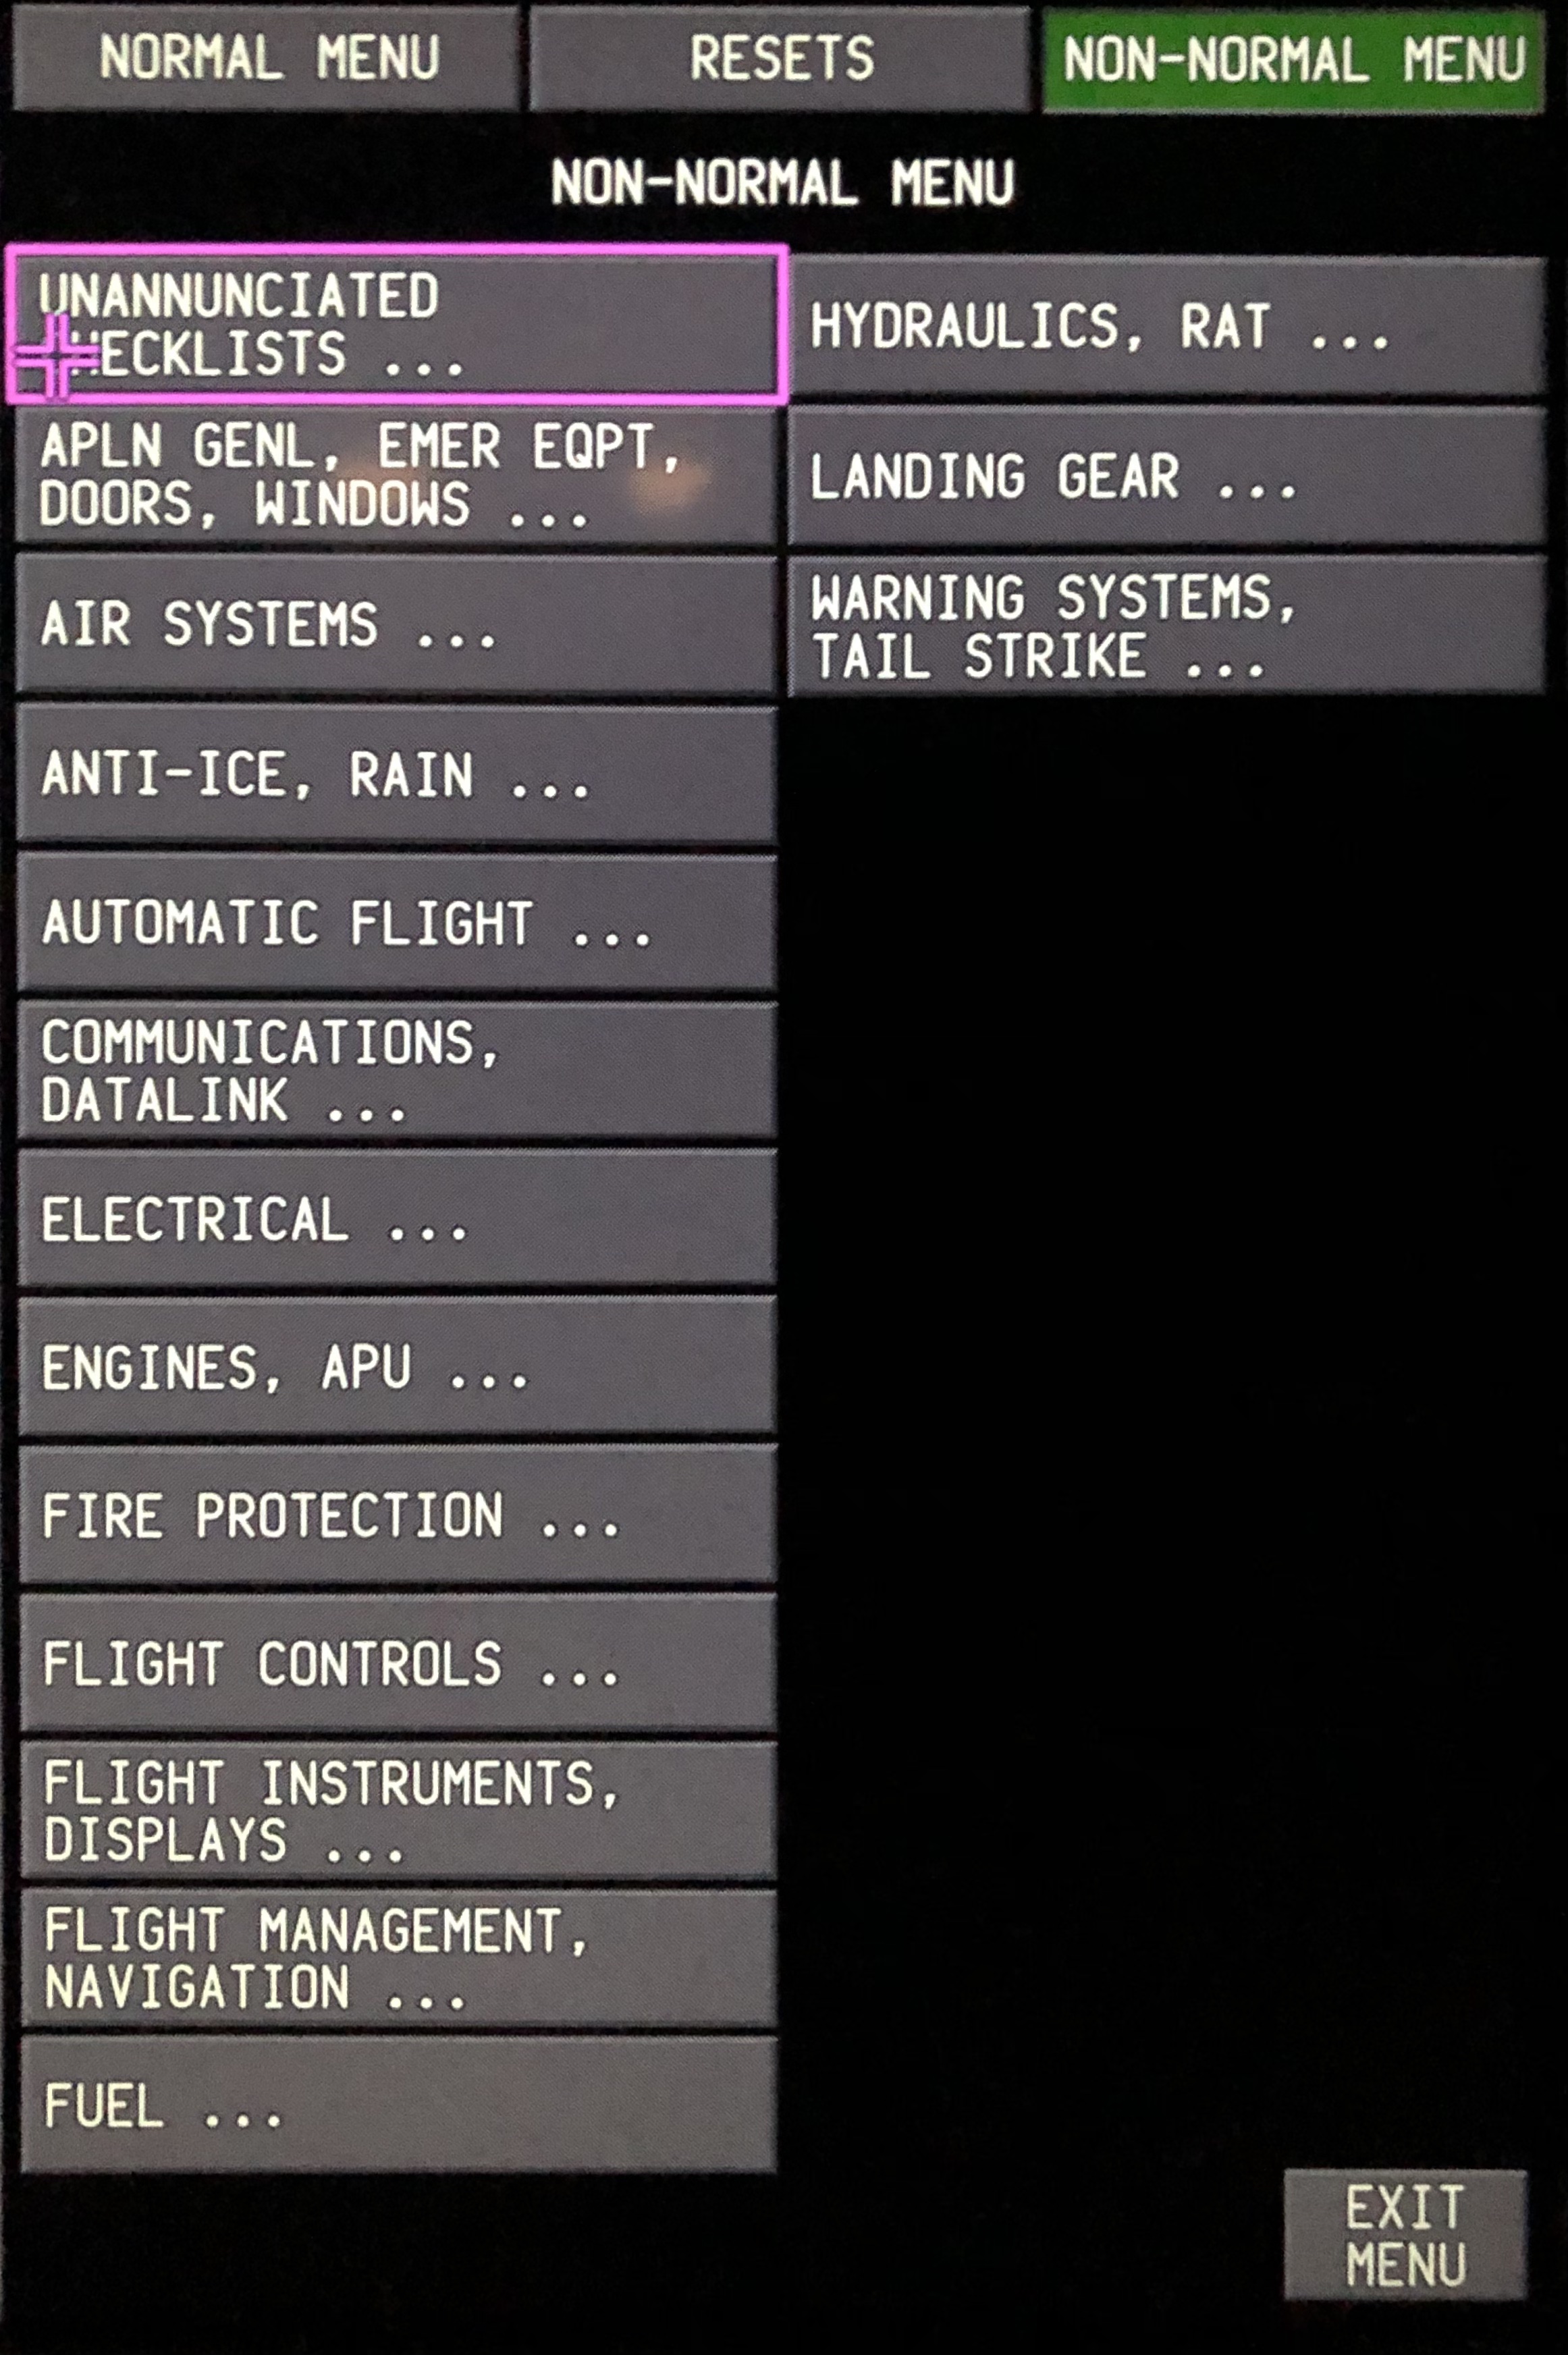 NORMAL MENU
RESETS
NON-NORMAL MENU
NON-NORMAL MENU
UNANNUNCIATED
CHECKLISTS ...
APLN GENL, EMER EQPT,
DOORS, WINDOWS ...
AIR SYSTEMS ...
ANTI-ICE, RAIN ...
AUTOMATIC FLIGHT ...
COMMUNICATIONS,
DATALINK ...
ELECTRICAL ...
ENGINES, APU ...
FIRE PROTECTION ...
FLIGHT CONTROLS ...
FLIGHT INSTRUMENTS,
DISPLAYS ...
FLIGHT MANAGEMENT,
NAVIGATION ...
FUEL ...
HYDRAULICS, RAT ...
LANDING GEAR ...
WARNING SYSTEMS,
TAIL STRIKE ...
EXIT
MENU